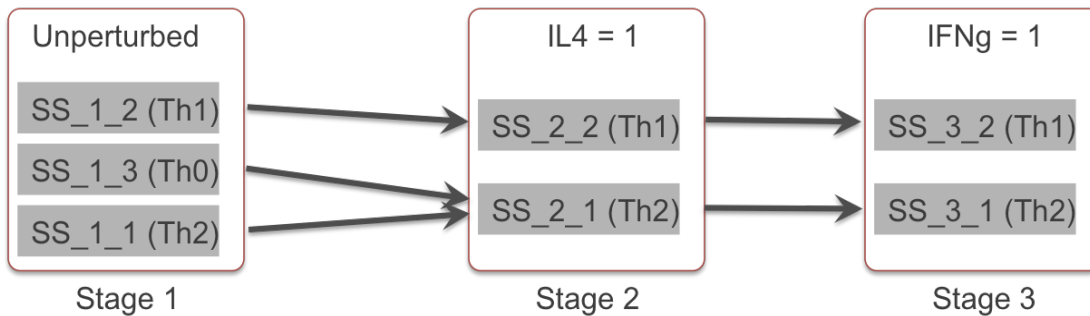 Unperturbed
SS_1_2 (Th1)
SS_1_3 (Th0)
SS_1_1 (Th2)
Stage 1
IL4 = 1
SS_2_2 (Th1)
SS_2_1 (Th2)
Stage 2
IFNg = 1
SS_3_2 (Th1)
SS_3_1 (Th2)
Stage 3